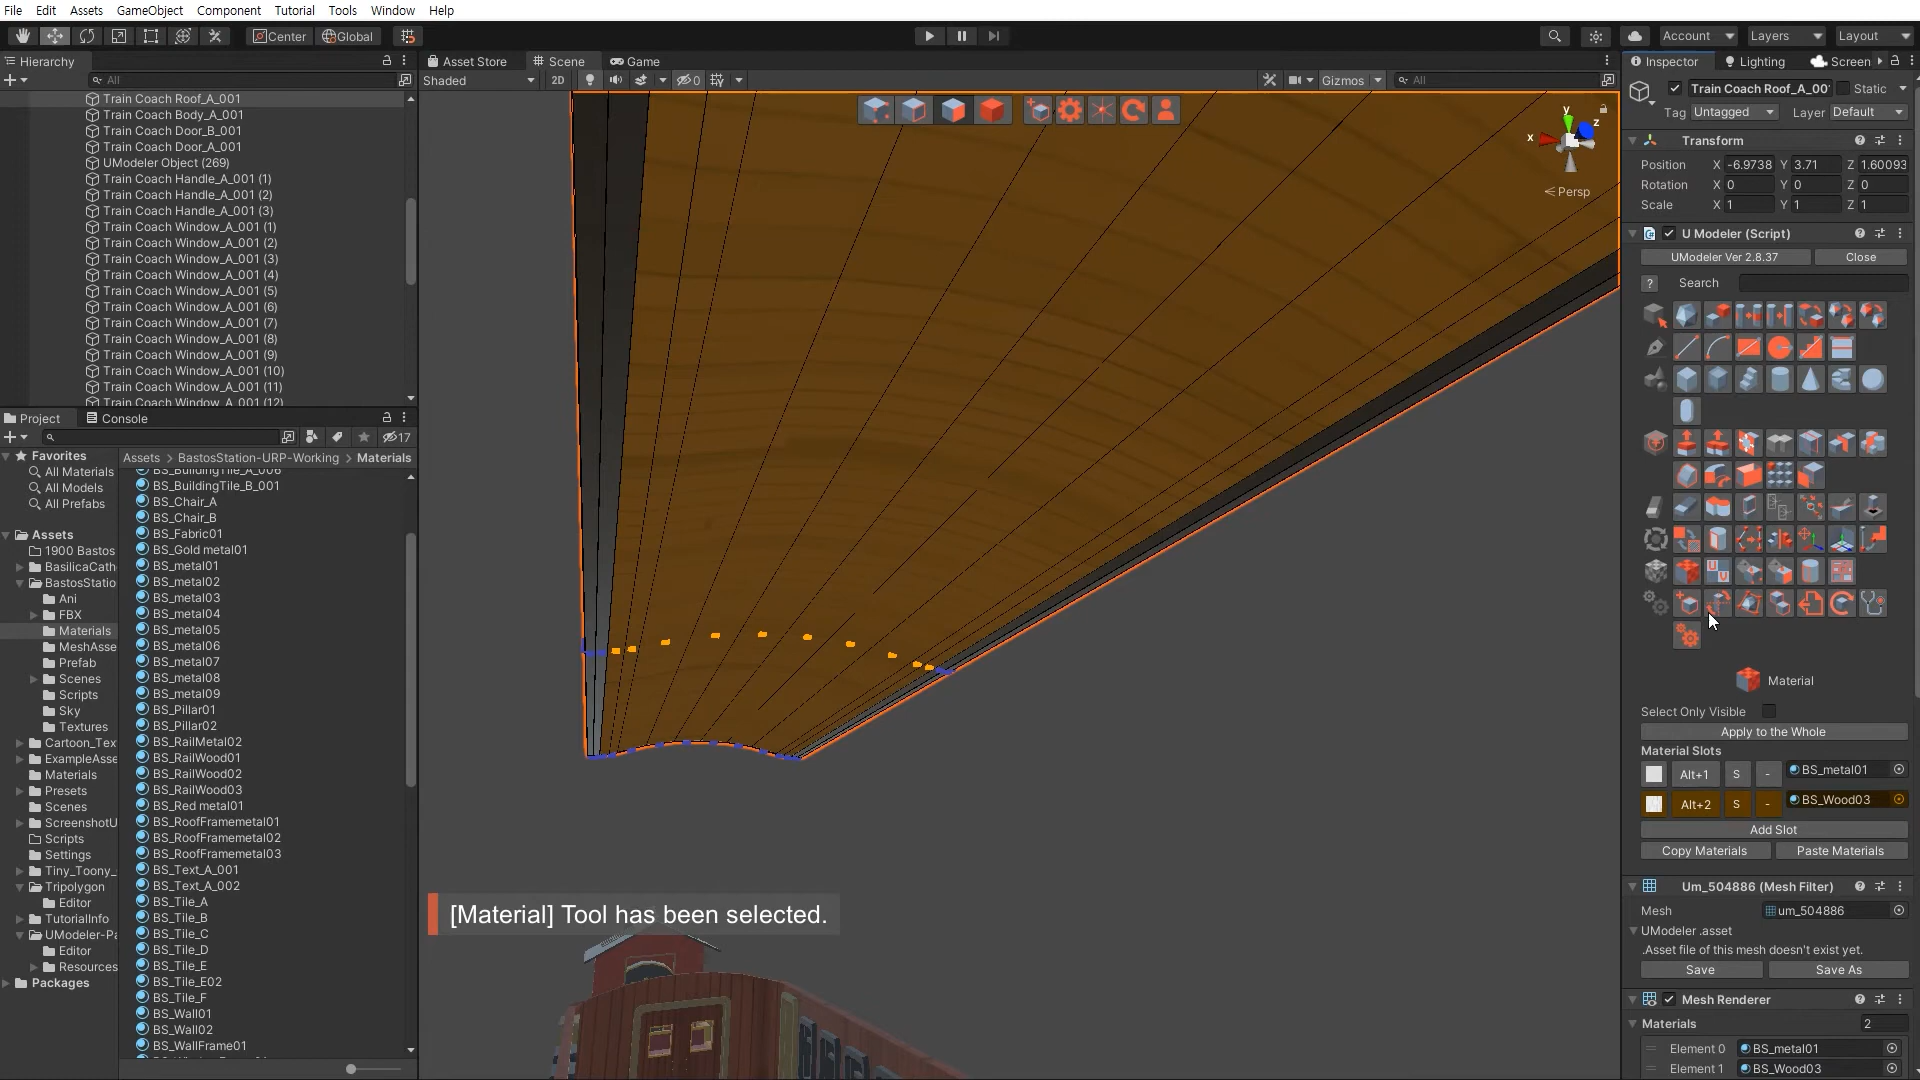 File Edit Assets GameObject Component Tutorial Tools Window Help
Center Global Account Layers Layout
Hierarchy
All
Train Coach Roof_A_001
Train Coach Body_A_001
Train Coach Door_B_001
Train Coach Door_A_001
UModeler Object (269)
Train Coach Handle_A_001 (1)
Train Coach Handle_A_001 (2)
Train Coach Handle_A_001 (3)
Train Coach Window_A_001 (1)
Train Coach Window_A_001 (2)
Train Coach Window_A_001 (3)
Train Coach Window_A_001 (4)
Train Coach Window_A_001 (5)
Train Coach Window_A_001 (6)
Train Coach Window_A_001 (7)
Train Coach Window_A_001 (8)
Train Coach Window_A_001 (9)
Train Coach Window_A_001 (10)
Train Coach Window_A_001 (11)
Train Coach Window_A_001 (12)
Project Console
17
Favorites
All Materials
All Models
All Prefabs
Assets
1900 Bastos
BasilicaCath
BastosStatio
Ani
FBX
Materials
MeshAsse
Prefab
Scenes
Scripts
Sky
Textures
Cartoon_Tex
ExampleAsse
Materials
Presets
Scenes
ScreenshotU
Scripts
Settings
Tiny_Toony_
Tripolygon
Editor
TutorialInfo
UModeler-Pa
Editor
Resources
Packages
Assets > BastosStation-URP-Working > Materials
BS_BuildingTile_A_006
BS_BuildingTile_B_001
BS_Chair_A
BS_Chair_B
BS_Fabric01
BS_Gold metal01
BS_metal01
BS_metal02
BS_metal03
BS_metal04
BS_metal05
BS_metal06
BS_metal07
BS_metal08
BS_metal09
BS_Pillar01
BS_Pillar02
BS_RailMetal02
BS_RailWood01
BS_RailWood02
BS_RailWood03
BS_Red metal01
BS_RoofFramemetal01
BS_RoofFramemetal02
BS_RoofFramemetal03
BS_Text_A_001
BS_Text_A_002
BS_Tile_A
BS_Tile_B
BS_Tile_C
BS_Tile_D
BS_Tile_E
BS_Tile_E02
BS_Tile_F
BS_Wall01
BS_Wall02
BS_WallFrame01
Asset Store Scene Game
Shaded 2D 0 Gizmos All
y
x z
< Persp
[Material] Tool has been selected.
Inspector Lighting Screen
Train Coach Roof_A_00 Static
Tag Untagged Layer Default
Transform
Position X -6.9738 Y 3.71 Z 1.60093
Rotation X 0 Y 0 Z 0
Scale X 1 Y 1 Z 1
U Modeler (Script)
UModeler Ver 2.8.37 Close
? Search
Material
Select Only Visible
Apply to the Whole
Material Slots
Alt+1 S - BS_metal01
Alt+2 S - BS_Wood03
Add Slot
Copy Materials Paste Materials
Um_504886 (Mesh Filter)
Mesh um_504886
UModeler .asset
.Asset file of this mesh doesn't exist yet.
Save Save As
Mesh Renderer
Materials 2
Element 0 BS_metal01
Element 1 BS_Wood03